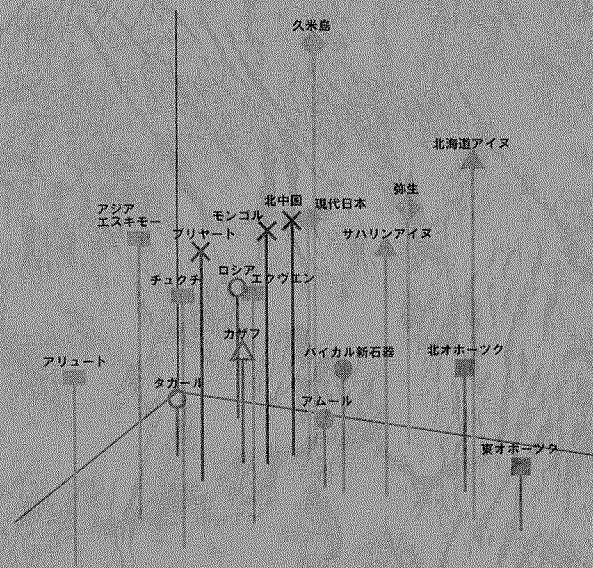 久米島
北海道アイヌ
弥生
北中国
現代日本
アジア
エスキモー
モンゴル
ブリヤート
サハリンアイヌ
ロシア
チュクチ
エクヴェン
カザフ
バイカル新石器
北オホーツク
アリュート
タガール
アムール
東オホーツク